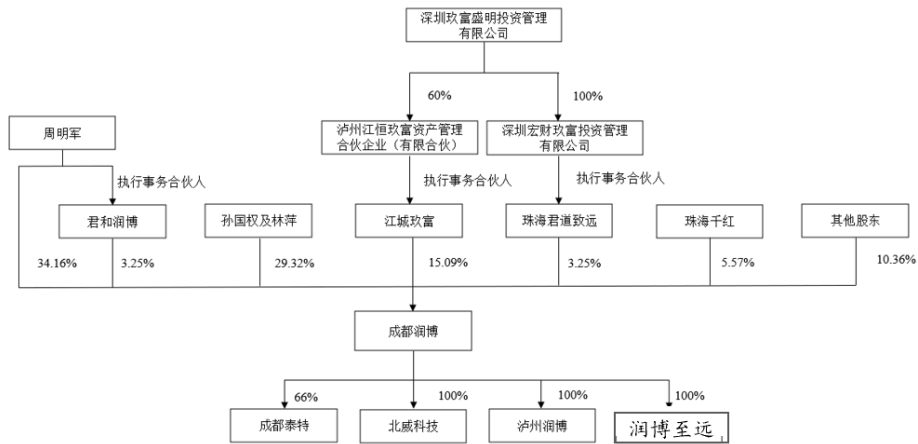 深圳玖富盛明投资管理
有限公司
60%
100%
周明军
泸州江恒玖富资产管理
合伙企业（有限合伙）
深圳宏财玖富投资管理
有限公司
执行事务合伙人
执行事务合伙人
执行事务合伙人
君和润博
孙国权及林萍
江城玖富
珠海君道致远
珠海千红
其他股东
34.16%
3.25%
29.32%
15.09%
3.25%
5.57%
10.36%
成都润博
66%
100%
100%
100%
成都泰特
北威科技
泸州润博
润博至远